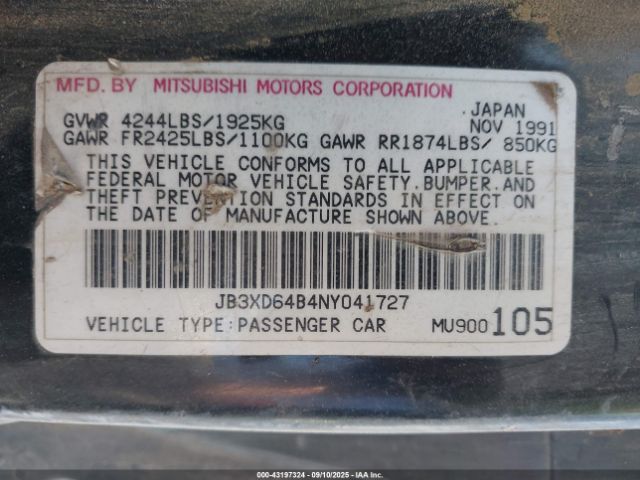 MFD. BY MITSUBISHI MOTORS CORPORATION
JAPAN
GVWR 4244LBS/1925KG NOV 1991
GAWR FR2425LBS/1100KG GAWR RR1874LBS/ 850KG
THIS VEHICLE CONFORMS TO ALL APPLICABLE
FEDERAL MOTOR VEHICLE SAFETY, BUMPER, AND
THEFT PREVENTION STANDARDS IN EFFECT ON
THE DATE OF MANUFACTURE SHOWN ABOVE.
JB3XD64B4NY041727
VEHICLE TYPE:PASSENGER CAR MU900105
000-43197324 - 09/10/2025 - IAA Inc.